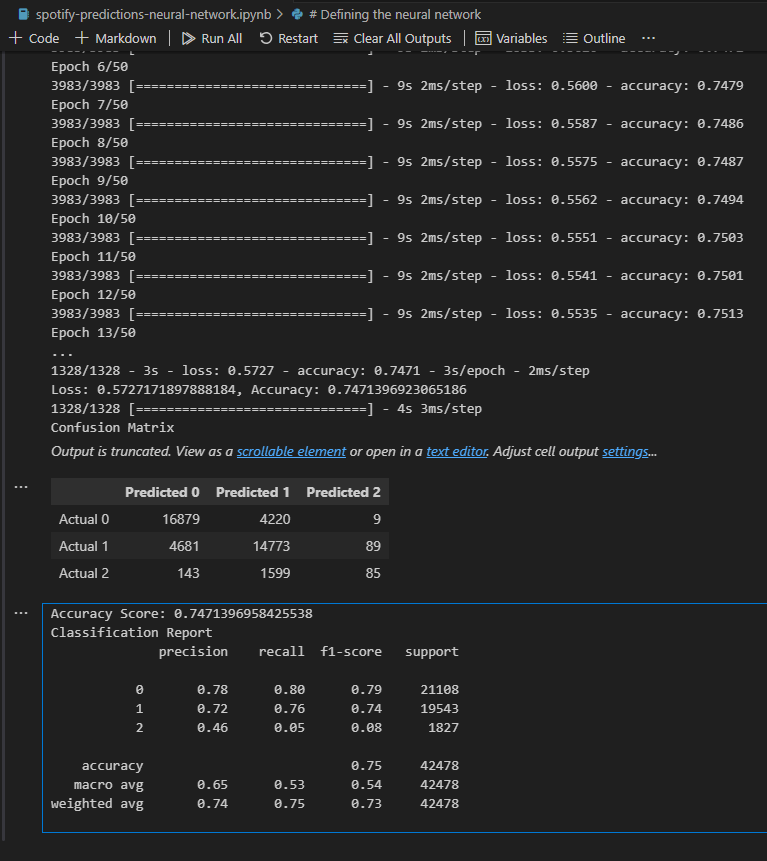 spotify-predictions-neural-network.ipynb > # Defining the neural network
+ Code + Markdown | Run All Restart Clear All Outputs | Variables Outline ...
Epoch 6/50
3983/3983 [==============================] - 9s 2ms/step - loss: 0.5600 - accuracy: 0.7479
Epoch 7/50
3983/3983 [==============================] - 9s 2ms/step - loss: 0.5587 - accuracy: 0.7486
Epoch 8/50
3983/3983 [==============================] - 9s 2ms/step - loss: 0.5575 - accuracy: 0.7487
Epoch 9/50
3983/3983 [==============================] - 9s 2ms/step - loss: 0.5562 - accuracy: 0.7494
Epoch 10/50
3983/3983 [==============================] - 9s 2ms/step - loss: 0.5551 - accuracy: 0.7503
Epoch 11/50
3983/3983 [==============================] - 9s 2ms/step - loss: 0.5541 - accuracy: 0.7501
Epoch 12/50
3983/3983 [==============================] - 9s 2ms/step - loss: 0.5535 - accuracy: 0.7513
Epoch 13/50
...
1328/1328 - 3s - loss: 0.5727 - accuracy: 0.7471 - 3s/epoch - 2ms/step
Loss: 0.5727171897888184, Accuracy: 0.7471396923065186
1328/1328 [==============================] - 4s 3ms/step
Confusion Matrix
Output is truncated. View as a scrollable element or open in a text editor. Adjust cell output settings...
Predicted 0 Predicted 1 Predicted 2
Actual 0 16879 4220 9
Actual 1 4681 14773 89
Actual 2 143 1599 85
Accuracy Score: 0.7471396958425538
Classification Report
precision recall f1-score support
0 0.78 0.80 0.79 21108
1 0.72 0.76 0.74 19543
2 0.46 0.05 0.08 1827
accuracy 0.75 42478
macro avg 0.65 0.53 0.54 42478
weighted avg 0.74 0.75 0.73 42478